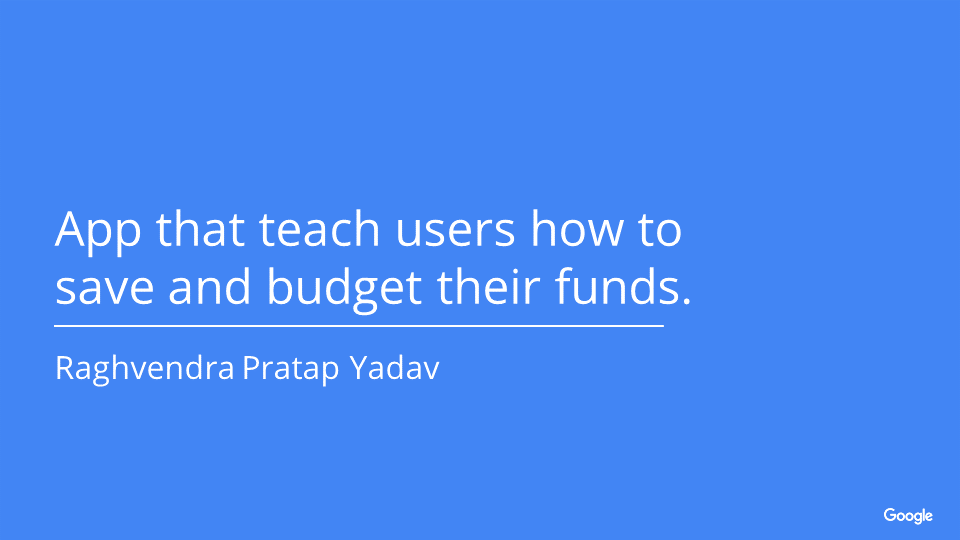 App that teach users how to
save and budget their funds.
Raghvendra Pratap Yadav
Google